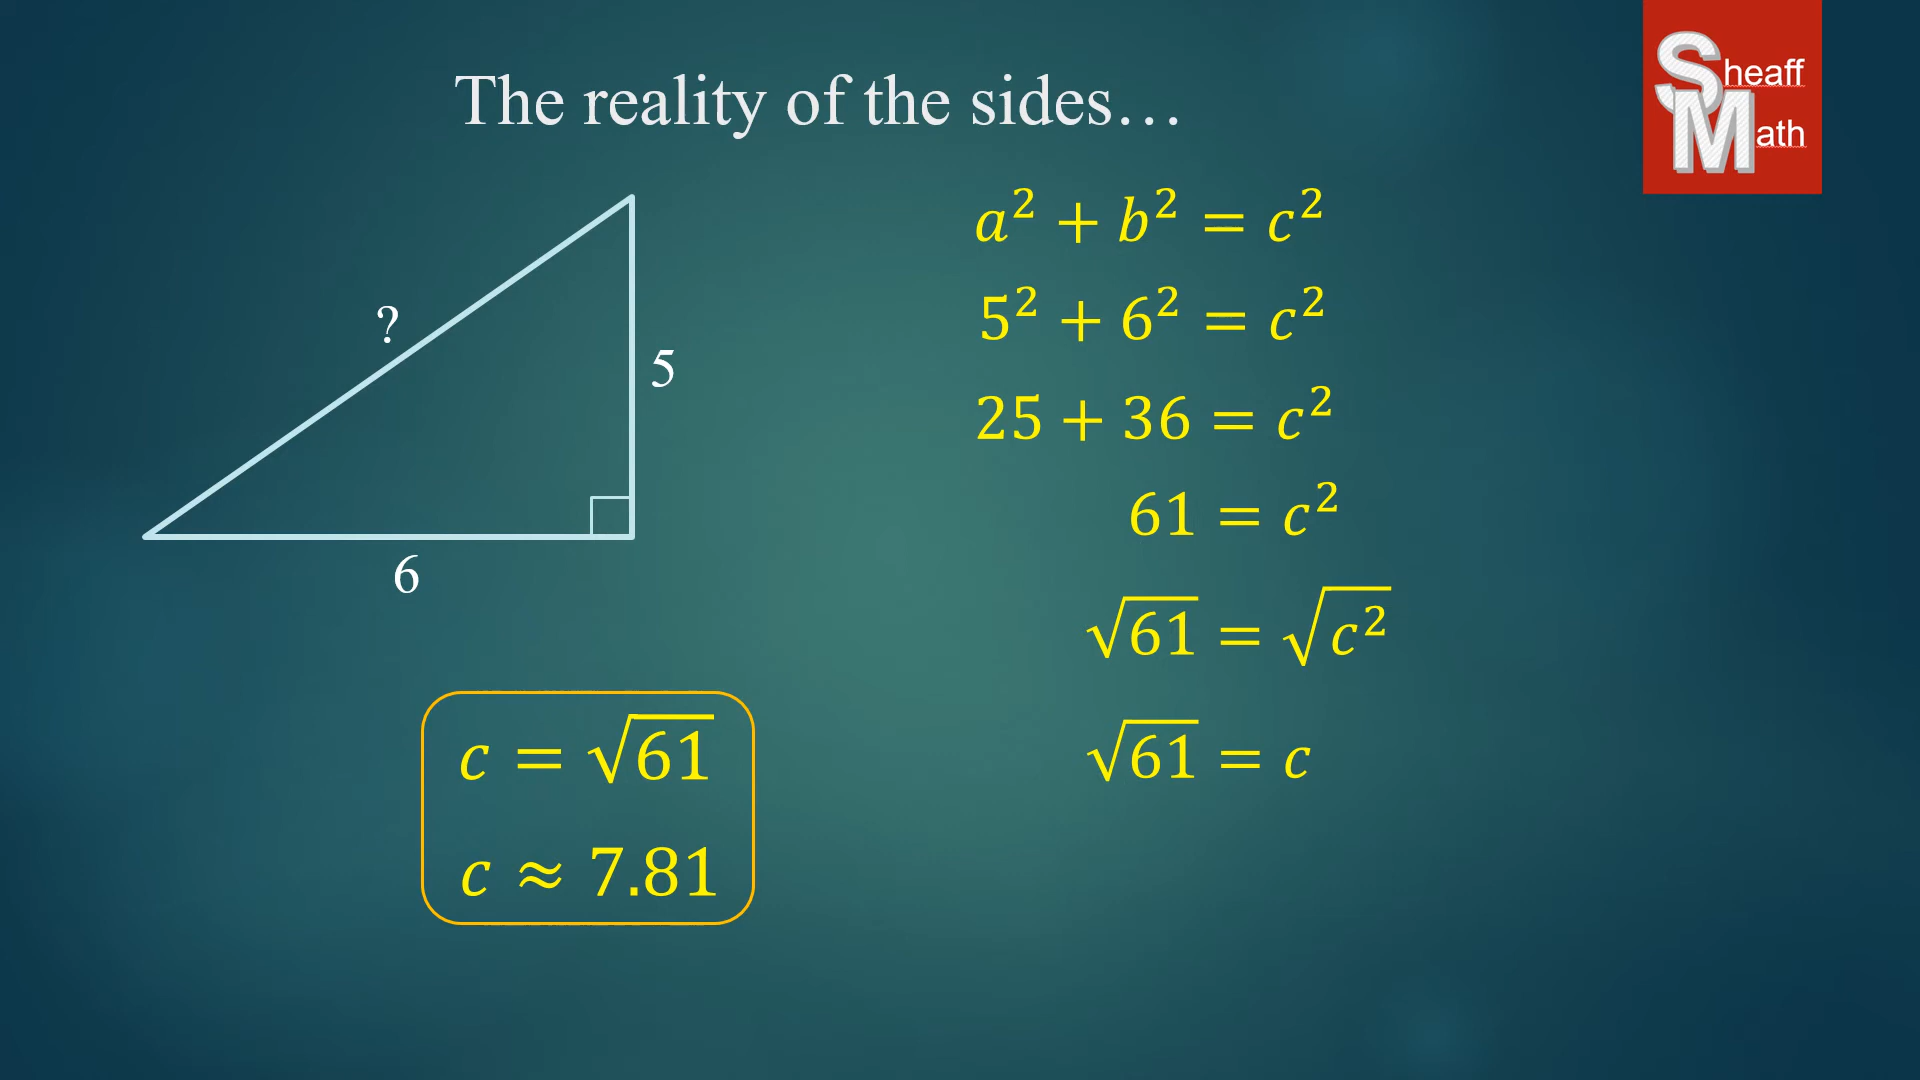 The reality of the sides…
Sheaff
Math
?
5
6
a² + b² = c²
5² + 6² = c²
25 + 36 = c²
61 = c²
√61 = √c²
√61 = c
c = √61
c ≈ 7.81